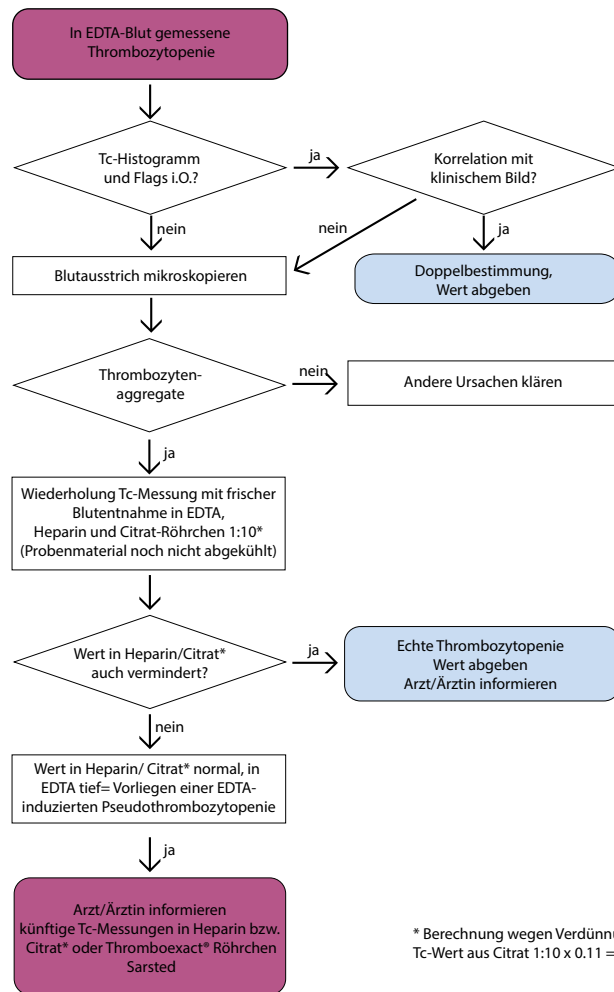 In EDTA-Blut gemessene
Thrombozytopenie
Tc-Histogramm
und Flags i.O.?
ja
Korrelation mit
klinischem Bild?
nein
nein
ja
Blutausstrich mikroskopieren
Doppelbestimmung,
Wert abgeben
Thrombozyten-
aggregate
nein
Andere Ursachen klären
ja
Wiederholung Tc-Messung mit frischer
Blutentnahme in EDTA,
Heparin und Citrat-Röhrchen 1:10*
(Probenmaterial noch nicht abgekühlt)
Wert in Heparin/Citrat*
auch vermindert?
ja
Echte Thrombozytopenie
Wert abgeben
Arzt/Ärztin informieren
nein
Wert in Heparin/ Citrat* normal, in
EDTA tief= Vorliegen einer EDTA-
induzierten Pseudothrombozytopenie
ja
Arzt/Ärztin informieren
künftige Tc-Messungen in Heparin bzw.
Citrat* oder Thromboexact® Röhrchen
Sarsted
* Berechnung wegen
Tc-Wert aus Citrat 1:10 x 0.11 =